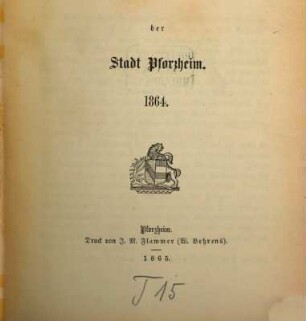 der
Stadt Pforzheim.
1864.
Pforzheim.
Druck von J. M. Flammer (W. Behrens).
1865.
T 15